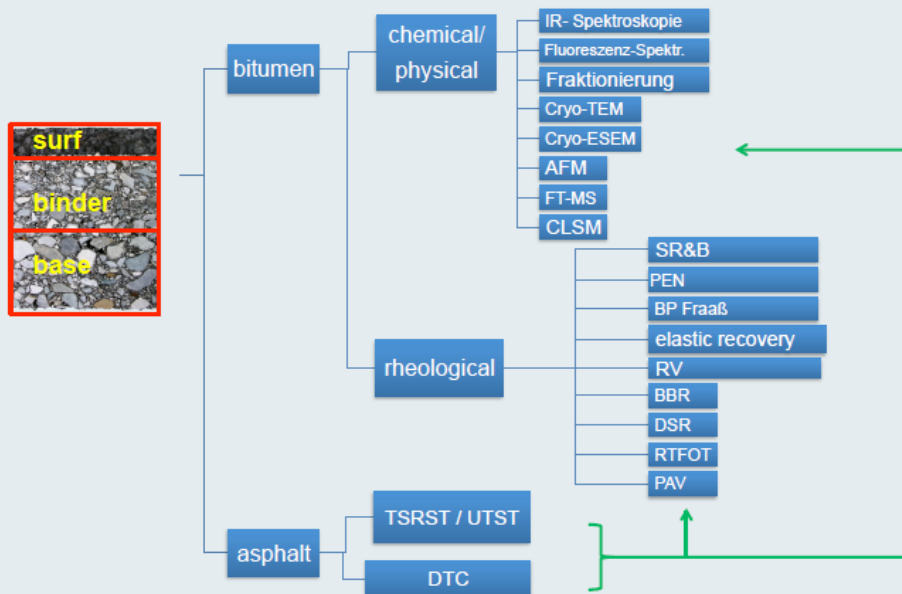 surf
binder
base
bitumen
chemical/
physical
IR- Spektroskopie
Fluoreszenz-Spektr.
Fraktionierung
Cryo-TEM
Cryo-ESEM
AFM
FT-MS
CLSM
rheological
SR&B
PEN
BP Fraaß
elastic recovery
RV
BBR
DSR
RTFOT
PAV
asphalt
TSRST / UTST
DTC